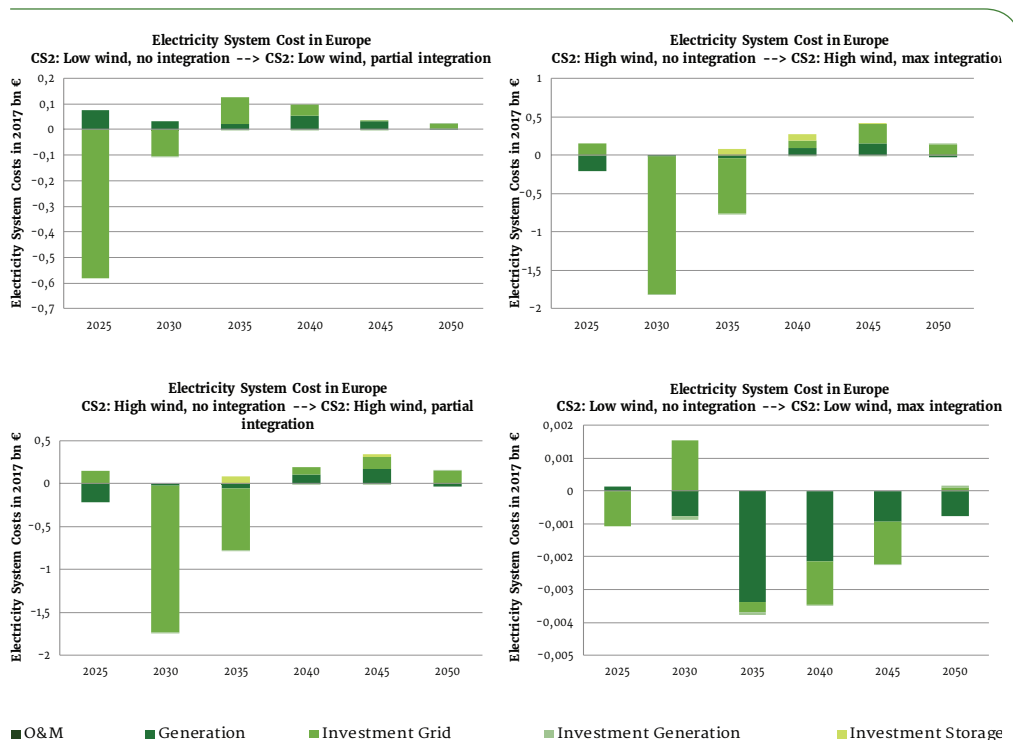 Electricity System Cost in Europe
CS2: Low wind, no integration --> CS2: Low wind, partial integration
Electricity System Costs in 2017 bn €
0,2
0,1
0
-0,1
-0,2
-0,3
-0,4
-0,5
-0,6
-0,7
2025 2030 2035 2040 2045 2050
Electricity System Cost in Europe
CS2: High wind, no integration --> CS2: High wind, max integration
Electricity System Costs in 2017 bn €
1
0,5
0
-0,5
-1
-1,5
-2
2025 2030 2035 2040 2045 2050
Electricity System Cost in Europe
CS2: High wind, no integration --> CS2: High wind, partial
integration
Electricity System Costs in 2017 bn €
0,5
0
-0,5
-1
-1,5
-2
2025 2030 2035 2040 2045 2050
Electricity System Cost in Europe
CS2: Low wind, no integration --> CS2: Low wind, max integration
Electricity System Costs in 2017 bn €
0,002
0,001
0
-0,001
-0,002
-0,003
-0,004
-0,005
2025 2030 2035 2040 2045 2050
O&M Generation Investment Grid Investment Generation Investment Storage